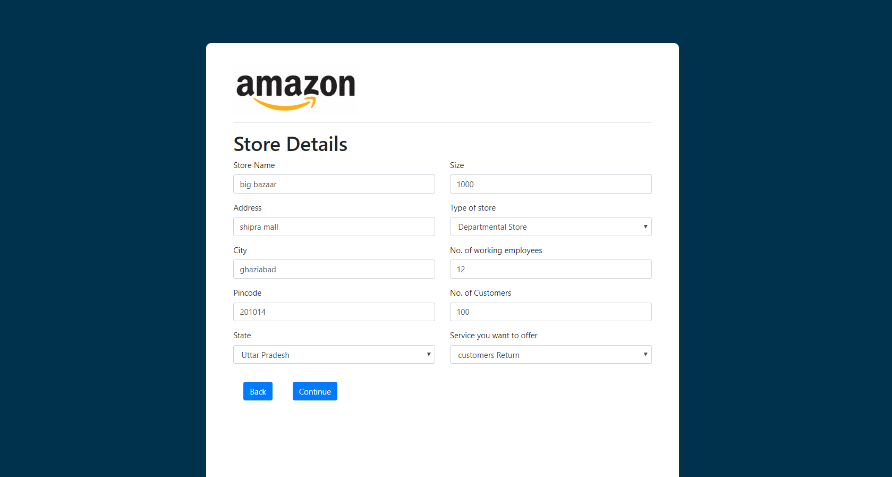 amazon
Store Details
Store Name
big bazaar
Size
1000
Address
shipra mall
Type of store
Departmental Store
City
ghaziabad
No. of working employees
12
Pincode
201014
No. of Customers
100
State
Uttar Pradesh
Service you want to offer
customers Return
Back
Continue